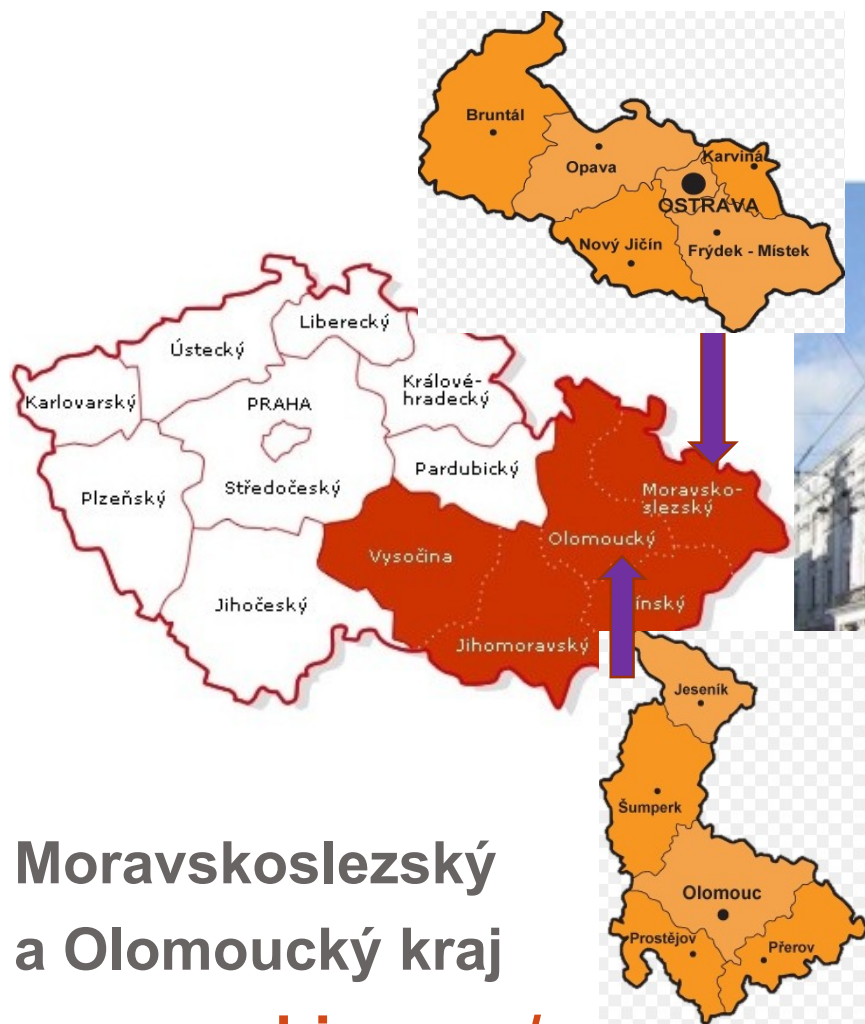 Bruntál
Opava
Karviná
OSTRAVA
Nový Jičín
Frýdek - Místek
Liberecký
Ústecký
Karlovarský
PRAHA
Králové-
hradecký
Plzeňský
Středočeský
Pardubický
Moravsko-
slezský
Olomoucký
Vysočina
Jihočeský
Jihomoravský
ínský
Jeseník
Šumperk
Olomouc
Prostějov
Přerov
Moravskoslezský
a Olomoucký kraj